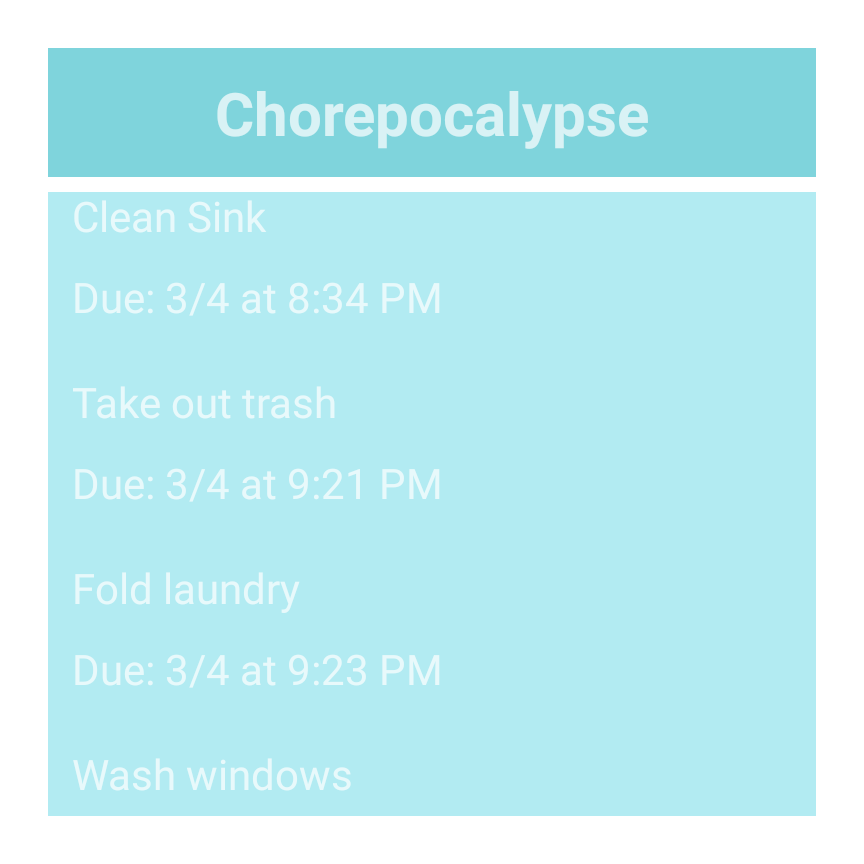 Chorepocalypse
Clean Sink
Due: 3/4 at 8:34 PM
Take out trash
Due: 3/4 at 9:21 PM
Fold laundry
Due: 3/4 at 9:23 PM
Wash windows